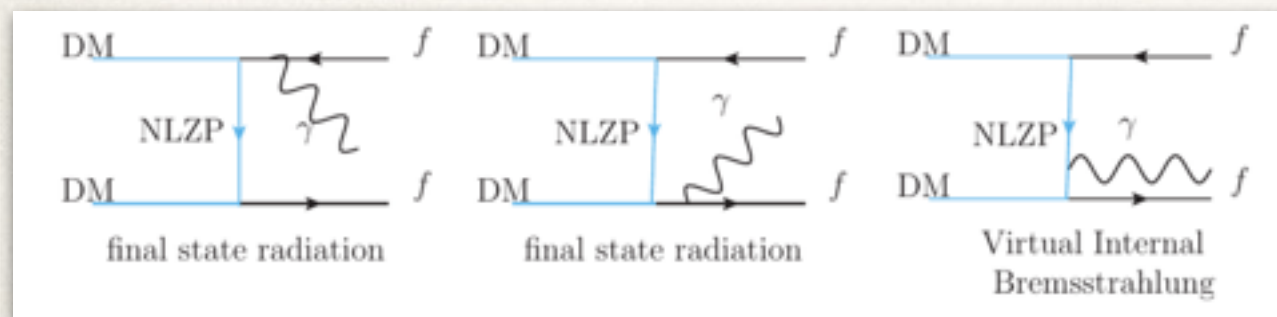 DM f DM f DM f
γ γ γ
NLZP NLZP NLZP
DM f DM f DM f
final state radiation final state radiation Virtual Internal
Bremsstrahlung